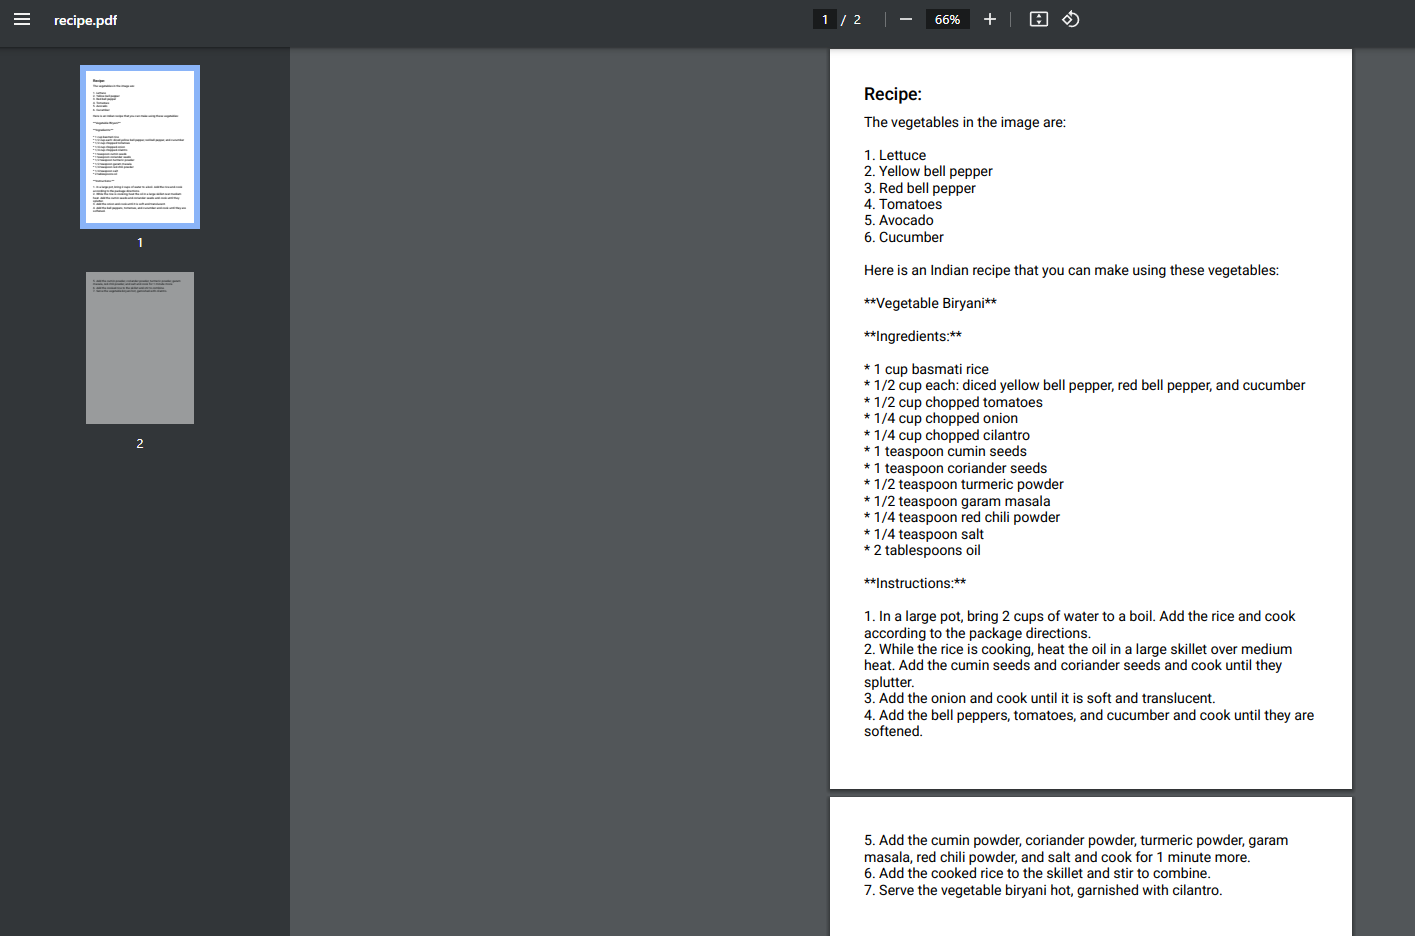 recipe.pdf
1 / 2
66%
1
2
Recipe:
The vegetables in the image are:
1. Lettuce
2. Yellow bell pepper
3. Red bell pepper
4. Tomatoes
5. Avocado
6. Cucumber
Here is an Indian recipe that you can make using these vegetables:
**Vegetable Biryani**
**Ingredients:**
* 1 cup basmati rice
* 1/2 cup each: diced yellow bell pepper, red bell pepper, and cucumber
* 1/2 cup chopped tomatoes
* 1/4 cup chopped onion
* 1/4 cup chopped cilantro
* 1 teaspoon cumin seeds
* 1 teaspoon coriander seeds
* 1/2 teaspoon turmeric powder
* 1/2 teaspoon garam masala
* 1/4 teaspoon red chili powder
* 1/4 teaspoon salt
* 2 tablespoons oil
**Instructions:**
1. In a large pot, bring 2 cups of water to a boil. Add the rice and cook
according to the package directions.
2. While the rice is cooking, heat the oil in a large skillet over medium
heat. Add the cumin seeds and coriander seeds and cook until they
splutter.
3. Add the onion and cook until it is soft and translucent.
4. Add the bell peppers, tomatoes, and cucumber and cook until they are
softened.
5. Add the cumin powder, coriander powder, turmeric powder, garam
masala, red chili powder, and salt and cook for 1 minute more.
6. Add the cooked rice to the skillet and stir to combine.
7. Serve the vegetable biryani hot, garnished with cilantro.